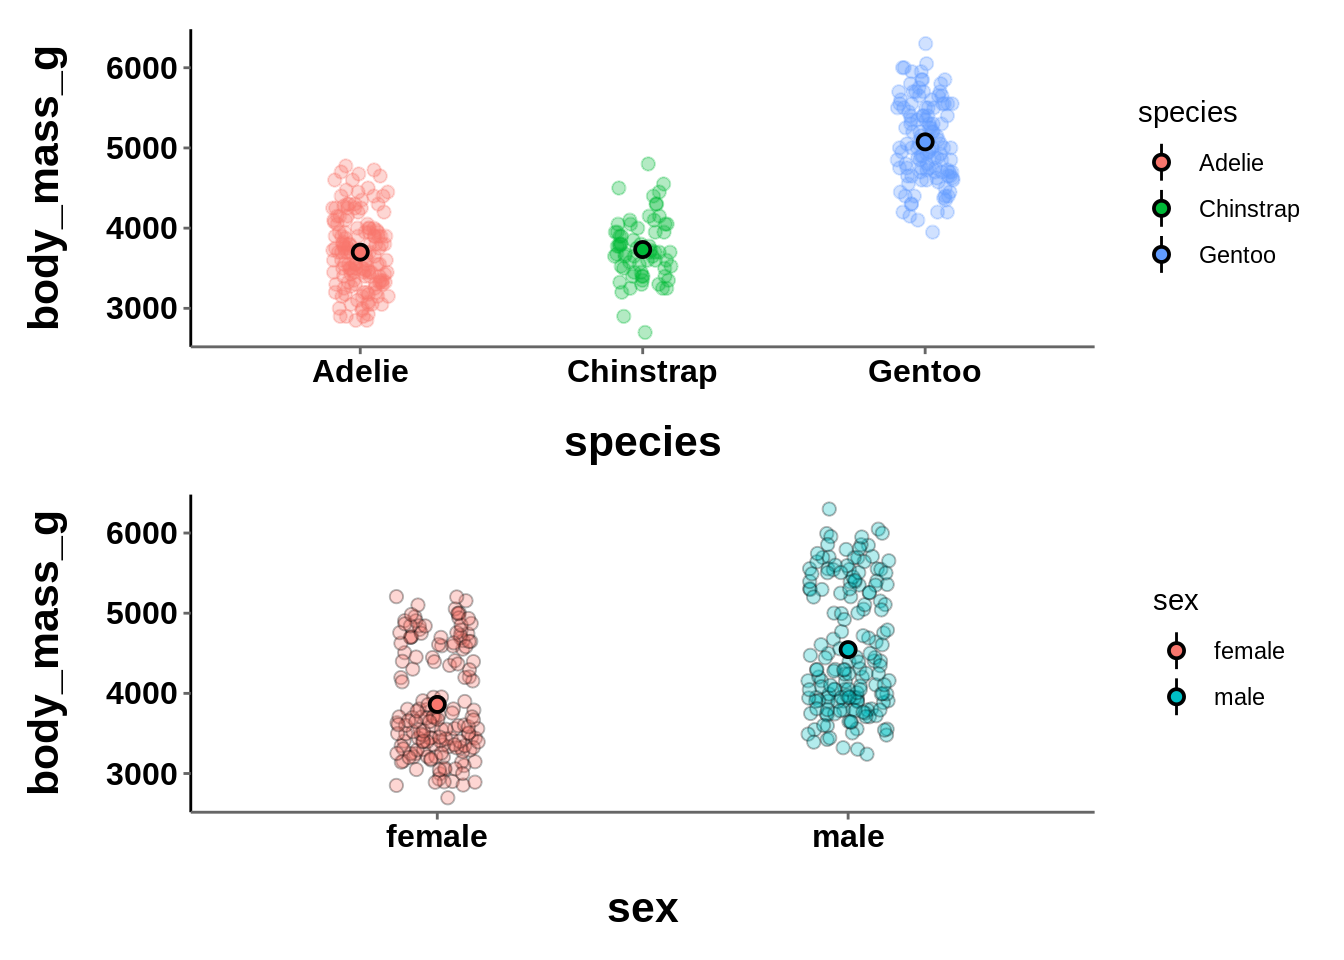 body_mass_g
6000
5000
4000
3000
Adelie Chinstrap Gentoo
species
species
Adelie
Chinstrap
Gentoo
body_mass_g
6000
5000
4000
3000
female male
sex
sex
female
male